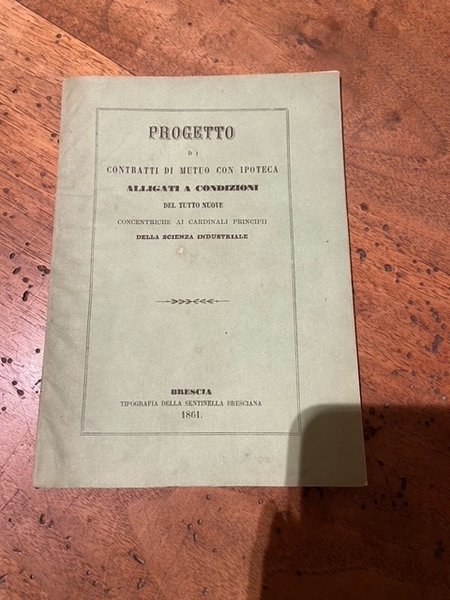 PROGETTO
DI
CONTRATTI DI MUTUO CON IPOTECA
ALLIGATI A CONDIZIONI
DEL TUTTO NUOVE
CONCENTRICHE AI CARDINALI PRINCIPII
DELLA SCIENZA INDUSTRIALE
BRESCIA
TIPOGRAFIA DELLA SENTINELLA BRESCIANA
1861.